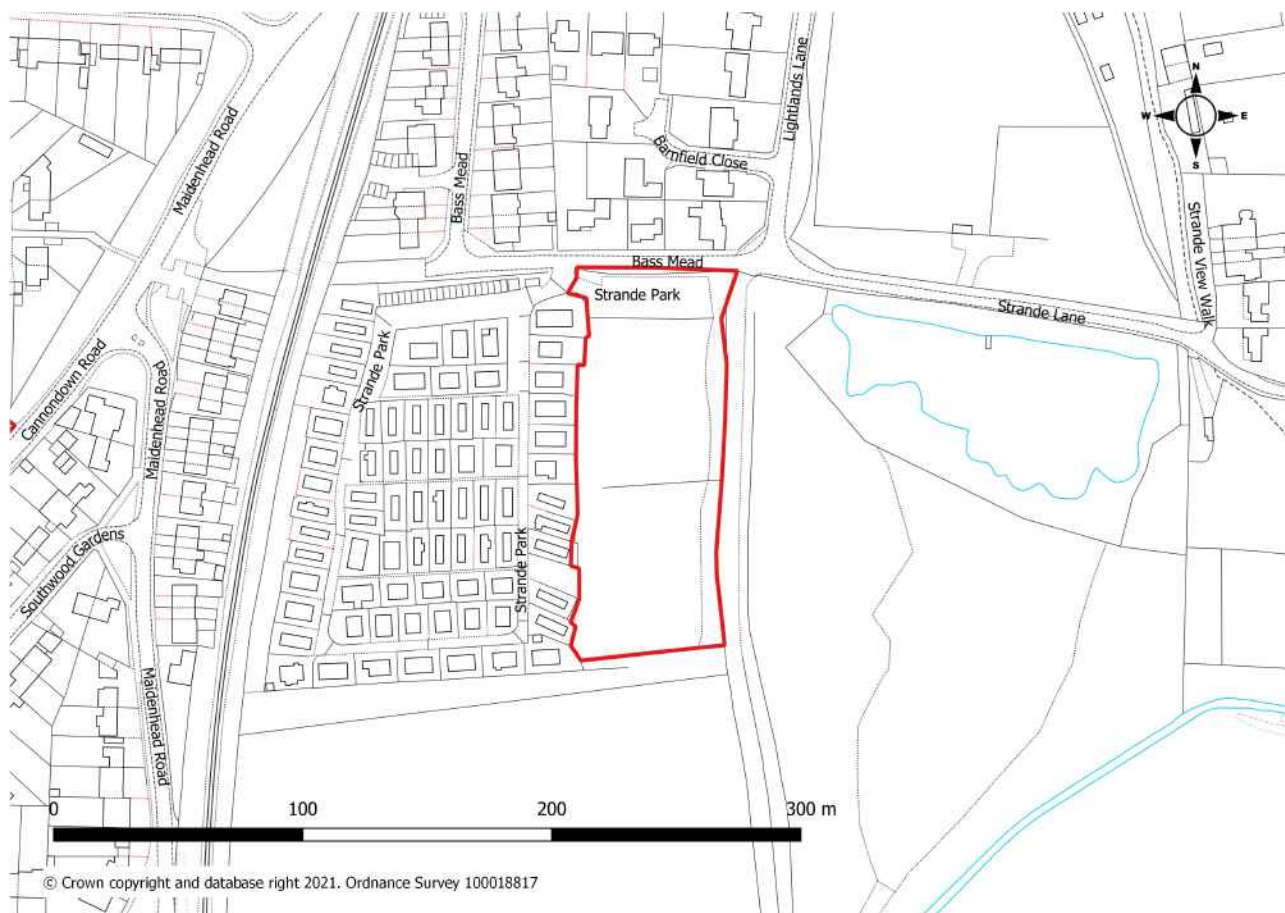 Maidenhead Road
Bass Mead
Lightlands Lane
Barnfield Close
N
W
E
S
Strande View Walk
Bass Mead
Strande Park
Strande Lane
Cannondown Road
Maidenhead Road
Strande Park
Southwood Gardens
Strande Park
Maidenhead Road
0
100
200
300 m
© Crown copyright and database right 2021. Ordnance Survey 100018817